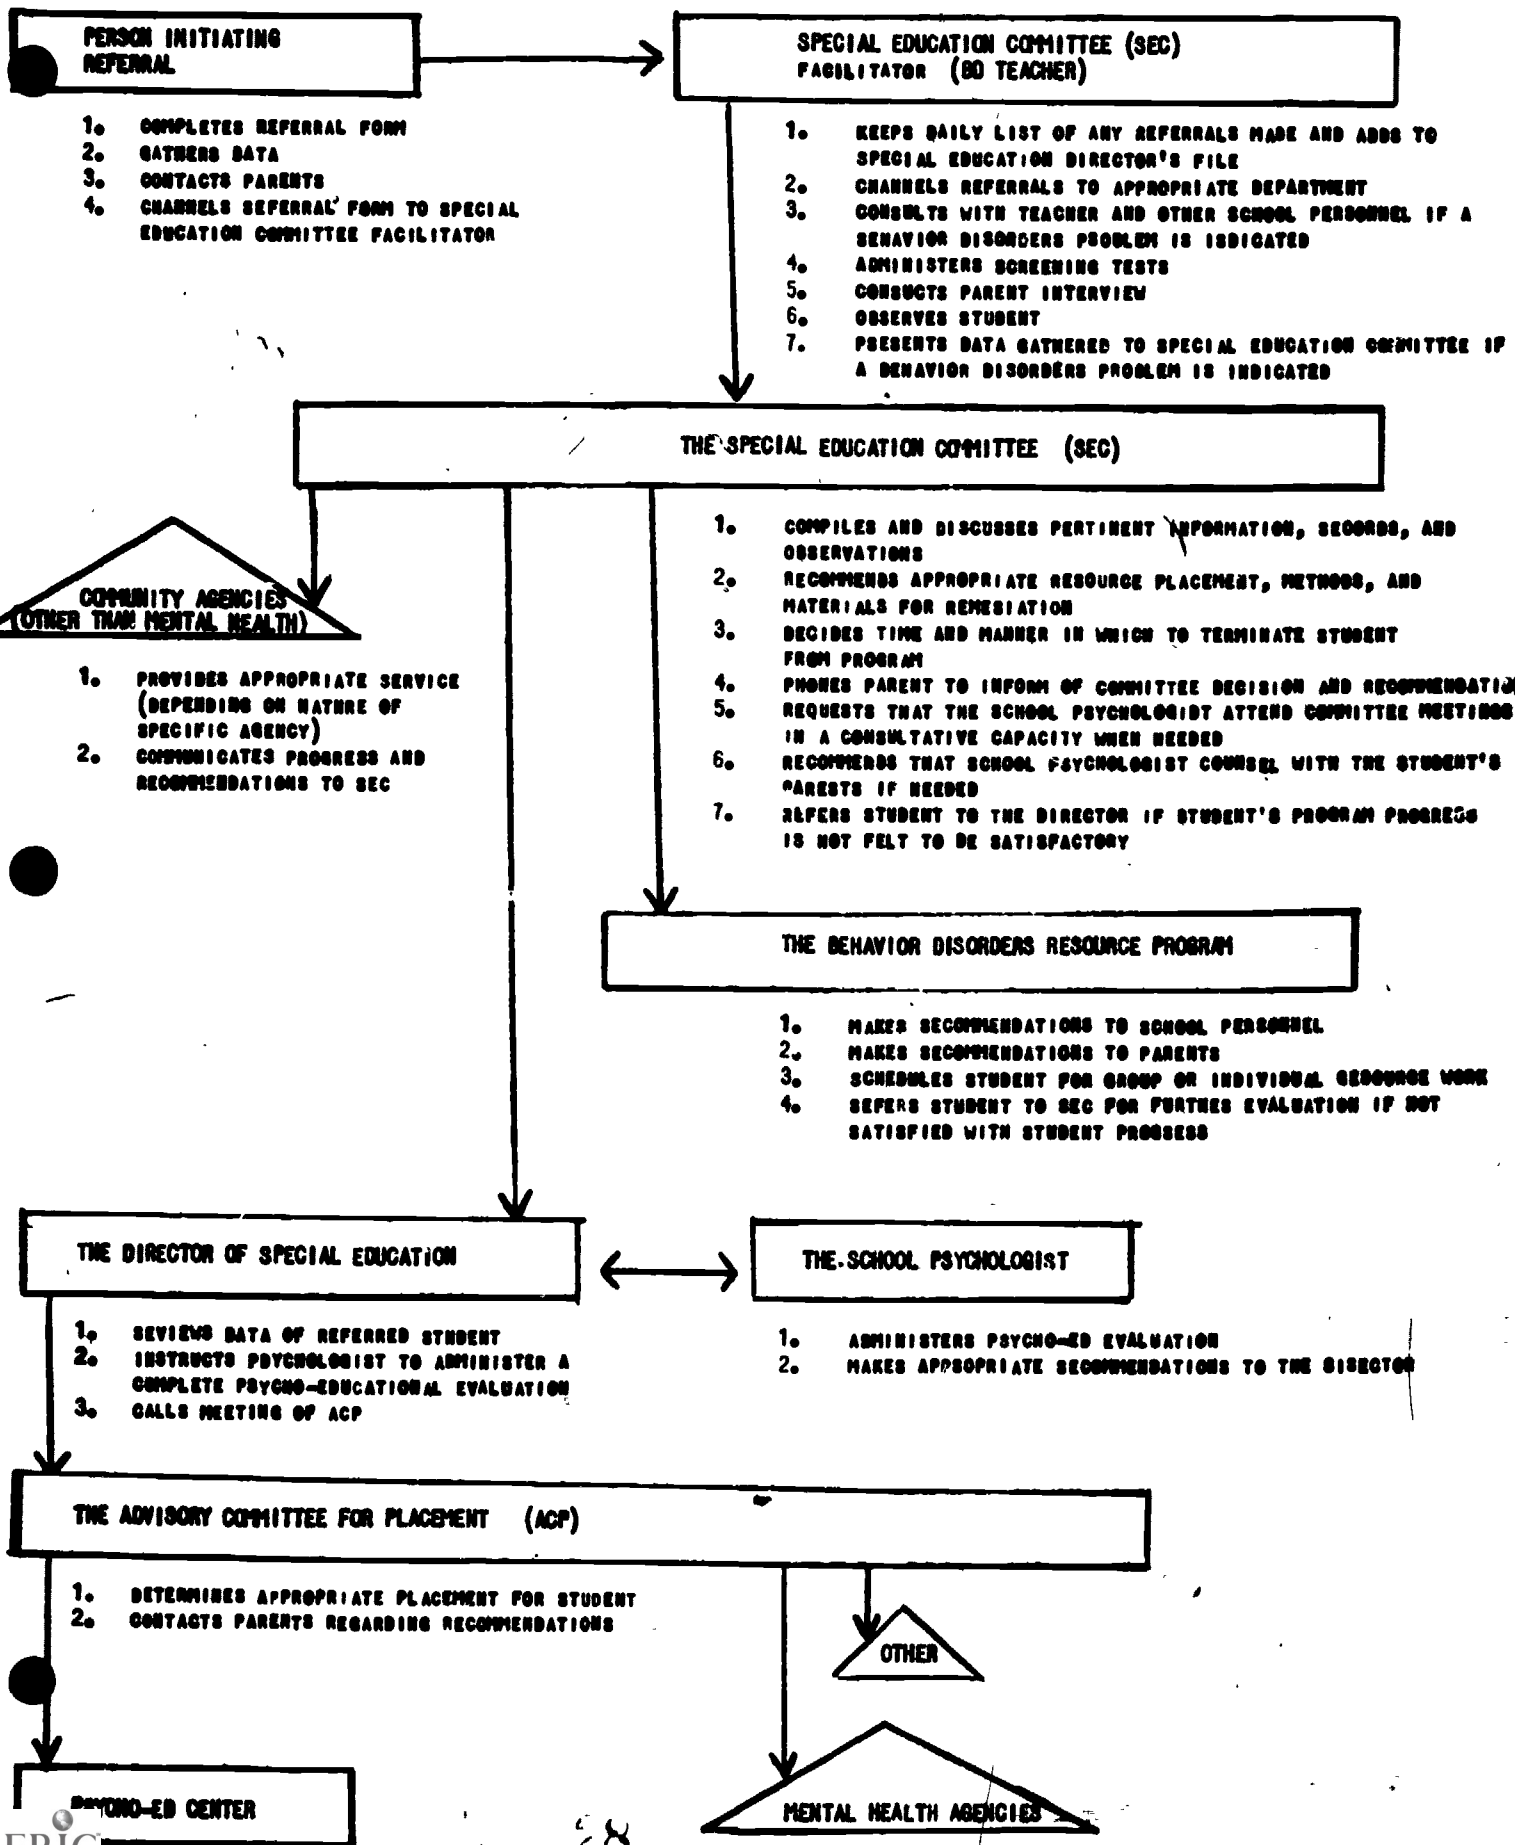 PERSON INITIATING
REFERRAL
SPECIAL EDUCATION COMMITTEE (SEC)
FACILITATOR (BD TEACHER)
1. COMPLETES REFERRAL FORM
2. GATHERS DATA
3. CONTACTS PARENTS
4. CHANNELS REFERRAL FORM TO SPECIAL
EDUCATION COMMITTEE FACILITATOR
1. KEEPS DAILY LIST OF ANY REFERRALS MADE AND ADDS TO
SPECIAL EDUCATION DIRECTOR'S FILE
2. CHANNELS REFERRALS TO APPROPRIATE DEPARTMENT
3. CONSULTS WITH TEACHER AND OTHER SCHOOL PERSONNEL IF A
BEHAVIOR DISORDERS PROBLEM IS INDICATED
4. ADMINISTERS SCREENING TESTS
5. CONDUCTS PARENT INTERVIEW
6. OBSERVES STUDENT
7. PRESENTS DATA GATHERED TO SPECIAL EDUCATION COMMITTEE IF
A BEHAVIOR DISORDERS PROBLEM IS INDICATED
THE SPECIAL EDUCATION COMMITTEE (SEC)
COMMUNITY AGENCIES
(OTHER THAN MENTAL HEALTH)
1. PROVIDES APPROPRIATE SERVICE
(DEPENDING ON NATURE OF
SPECIFIC AGENCY)
2. COMMUNICATES PROGRESS AND
RECOMMENDATIONS TO SEC
1. COMPILES AND DISCUSSES PERTINENT INFORMATION, RECORDS, AND
OBSERVATIONS
2. RECOMMENDS APPROPRIATE RESOURCE PLACEMENT, METHODS, AND
MATERIALS FOR REMEDIATION
3. DECIDES TIME AND MANNER IN WHICH TO TERMINATE STUDENT
FROM PROGRAM
4. PHONES PARENT TO INFORM OF COMMITTEE DECISION AND RECOMMENDATIO
5. REQUESTS THAT THE SCHOOL PSYCHOLOGIST ATTEND COMMITTEE MEETINGS
IN A CONSULTATIVE CAPACITY WHEN NEEDED
6. RECOMMENDS THAT SCHOOL PSYCHOLOGIST COUNSEL WITH THE STUDENT'S
PARENTS IF NEEDED
7. REFERS STUDENT TO THE DIRECTOR IF STUDENT'S PROGRAM PROGRESS
IS NOT FELT TO BE SATISFACTORY
THE BEHAVIOR DISORDERS RESOURCE PROGRAM
1. MAKES RECOMMENDATIONS TO SCHOOL PERSONNEL
2. MAKES RECOMMENDATIONS TO PARENTS
3. SCHEDULES STUDENT FOR GROUP OR INDIVIDUAL RESOURCE WORK
4. REFERS STUDENT TO SEC FOR FURTHER EVALUATION IF NOT
SATISFIED WITH STUDENT PROGRESS
THE DIRECTOR OF SPECIAL EDUCATION
THE SCHOOL PSYCHOLOGIST
1. REVIEWS DATA OF REFERRED STUDENT
2. INSTRUCTS PSYCHOLOGIST TO ADMINISTER A
COMPLETE PSYCHO-EDUCATIONAL EVALUATION
3. CALLS MEETING OF ACP
1. ADMINISTERS PSYCHO-ED EVALUATION
2. MAKES APPROPRIATE RECOMMENDATIONS TO THE DIRECTOR
THE ADVISORY COMMITTEE FOR PLACEMENT (ACP)
1. DETERMINES APPROPRIATE PLACEMENT FOR STUDENT
2. CONTACTS PARENTS REGARDING RECOMMENDATIONS
OTHER
PSYCHO-ED CENTER
MENTAL HEALTH AGENCIES
ERIC